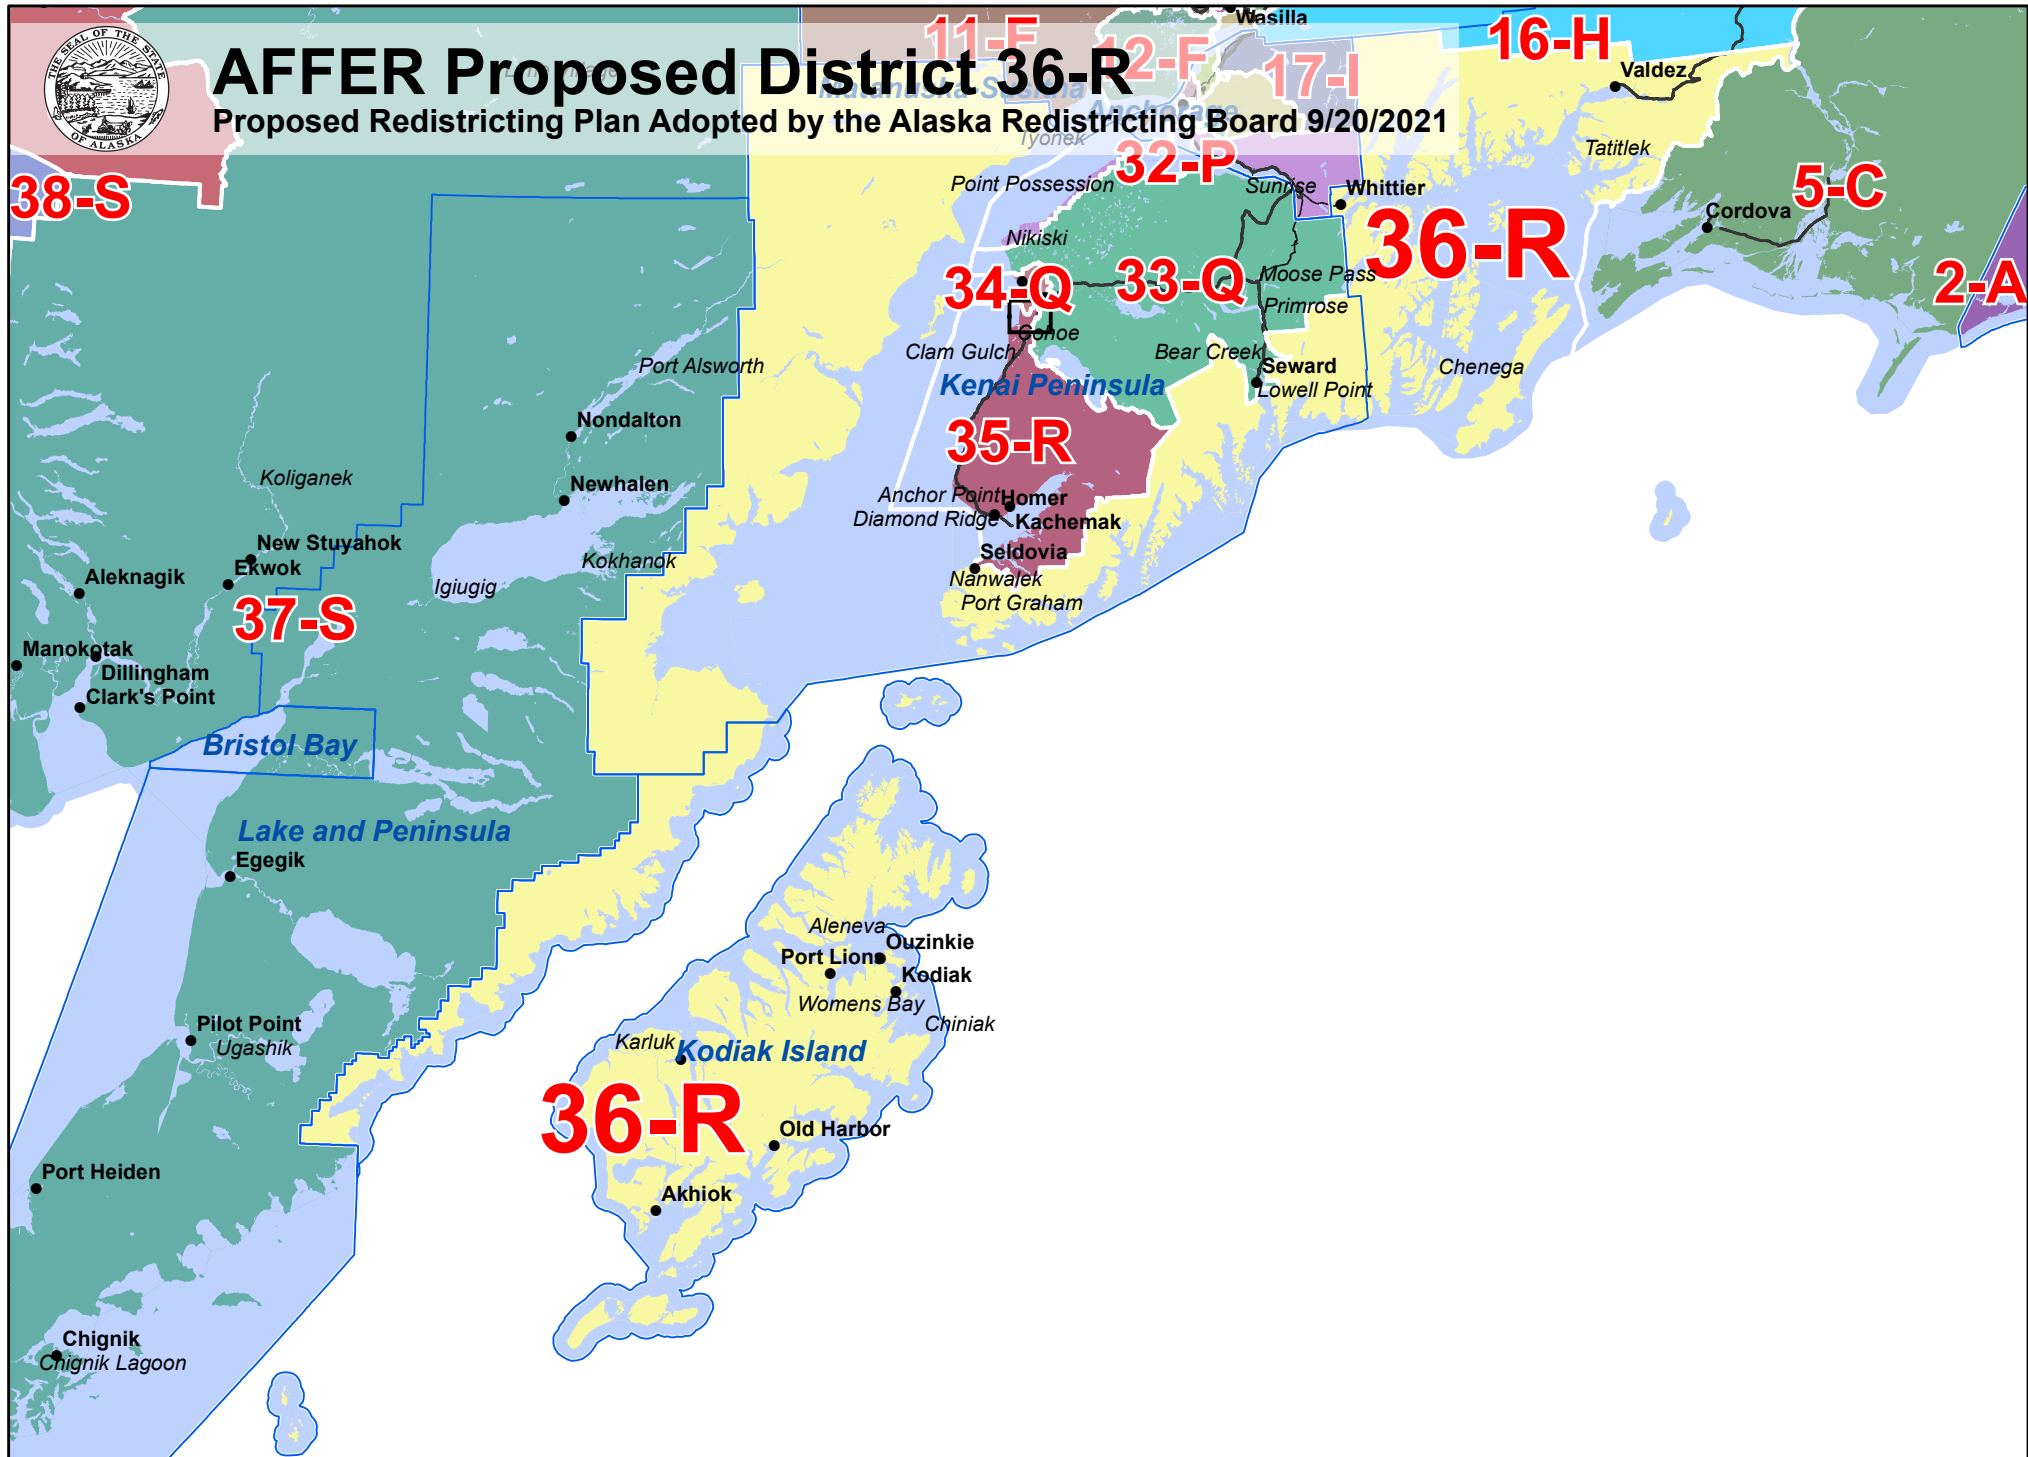 THE SEAL OF THE STATE
OF ALASKA
AFFER Proposed District 36-R
Proposed Redistricting Plan Adopted by the Alaska Redistricting Board 9/20/2021
11-F
12-F
17-I
Wasilla
16-H
Valdez
Matanuska-Susitna
Anchorage
Tyonek
Tatitlek
38-S
Point Possession
32-P
Sunrise
Whittier
5-C
Cordova
36-R
Nikiski
34-Q
33-Q
Moose Pass
2-A
Primrose
Cohoe
Clam Gulch
Bear Creek
Port Alsworth
Seward
Chenega
Kenai Peninsula
Lowell Point
Nondalton
35-R
Koliganek
Newhalen
Anchor Point
Homer
Diamond Ridge
Kachemak
New Stuyahok
Seldovia
Ekwok
Kokhanok
Aleknagik
Igiugig
Nanwalek
Port Graham
37-S
Manokotak
Dillingham
Clark's Point
Bristol Bay
Lake and Peninsula
Egegik
Aleneva
Ouzinkie
Port Lions
Kodiak
Womens Bay
Chiniak
Pilot Point
Ugashik
Karluk
Kodiak Island
36-R
Old Harbor
Port Heiden
Akhiok
Chignik
Chignik Lagoon